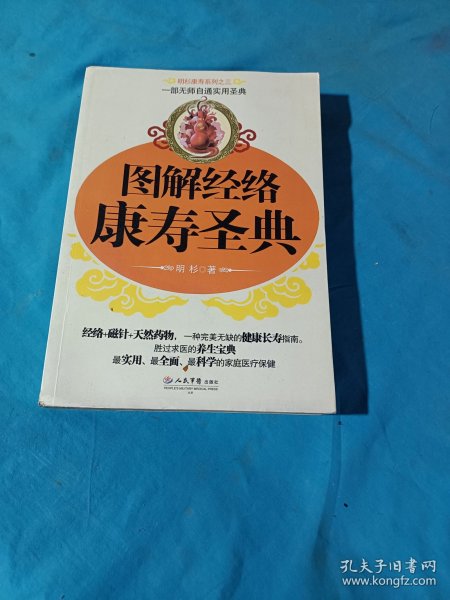 明杉康寿系列之三
一部无师自通实用圣典
图解经络
康寿圣典
明 杉○著
经络+磁针+天然药物，一种完美无缺的健康长寿指南。
胜过求医的养生宝典
最实用、最全面、最科学的家庭医疗保健
人民军医 出版社
PEOPLE'S MILITARY MEDICAL PRESS
孔夫子旧书网
www.kongfz.com